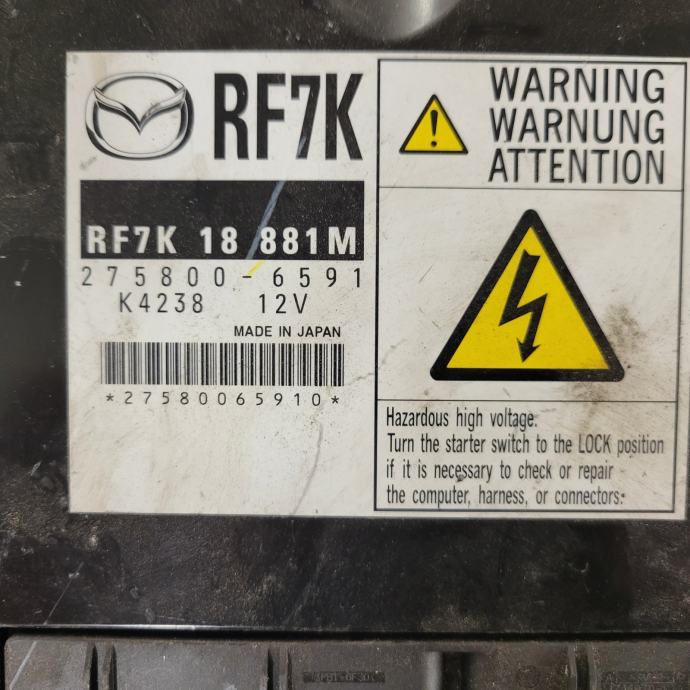 RF7K
RF7K 18 881M
275800-6591
K4238 12V
MADE IN JAPAN
*27580065910*
WARNING
WARNUNG
ATTENTION
Hazardous high voltage.
Turn the starter switch to the LOCK position
if it is necessary to check or repair
the computer, harness, or connectors.